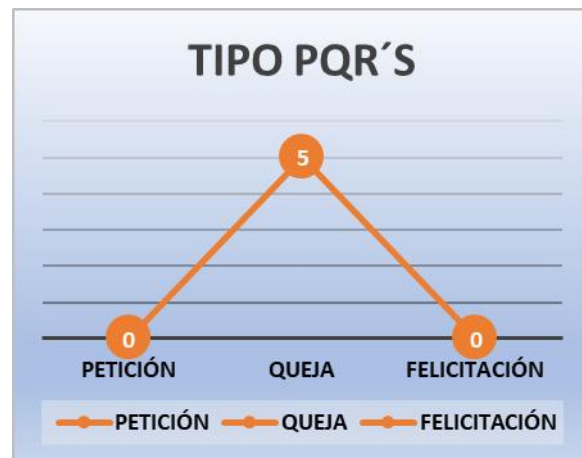 TIPO PQR´S
5
0 0
PETICIÓN QUEJA FELICITACIÓN
PETICIÓN QUEJA FELICITACIÓN